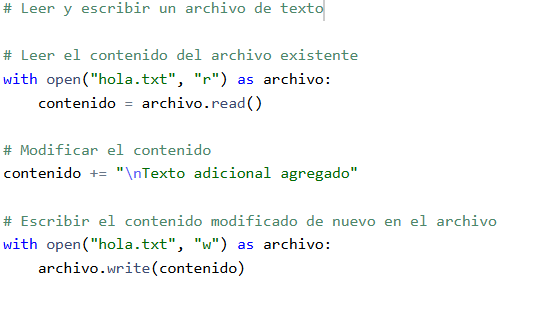 # Leer y escribir un archivo de texto
# Leer el contenido del archivo existente
with open("hola.txt", "r") as archivo:
    contenido = archivo.read()
# Modificar el contenido
contenido += "\nTexto adicional agregado"
# Escribir el contenido modificado de nuevo en el archivo
with open("hola.txt", "w") as archivo:
    archivo.write(contenido)